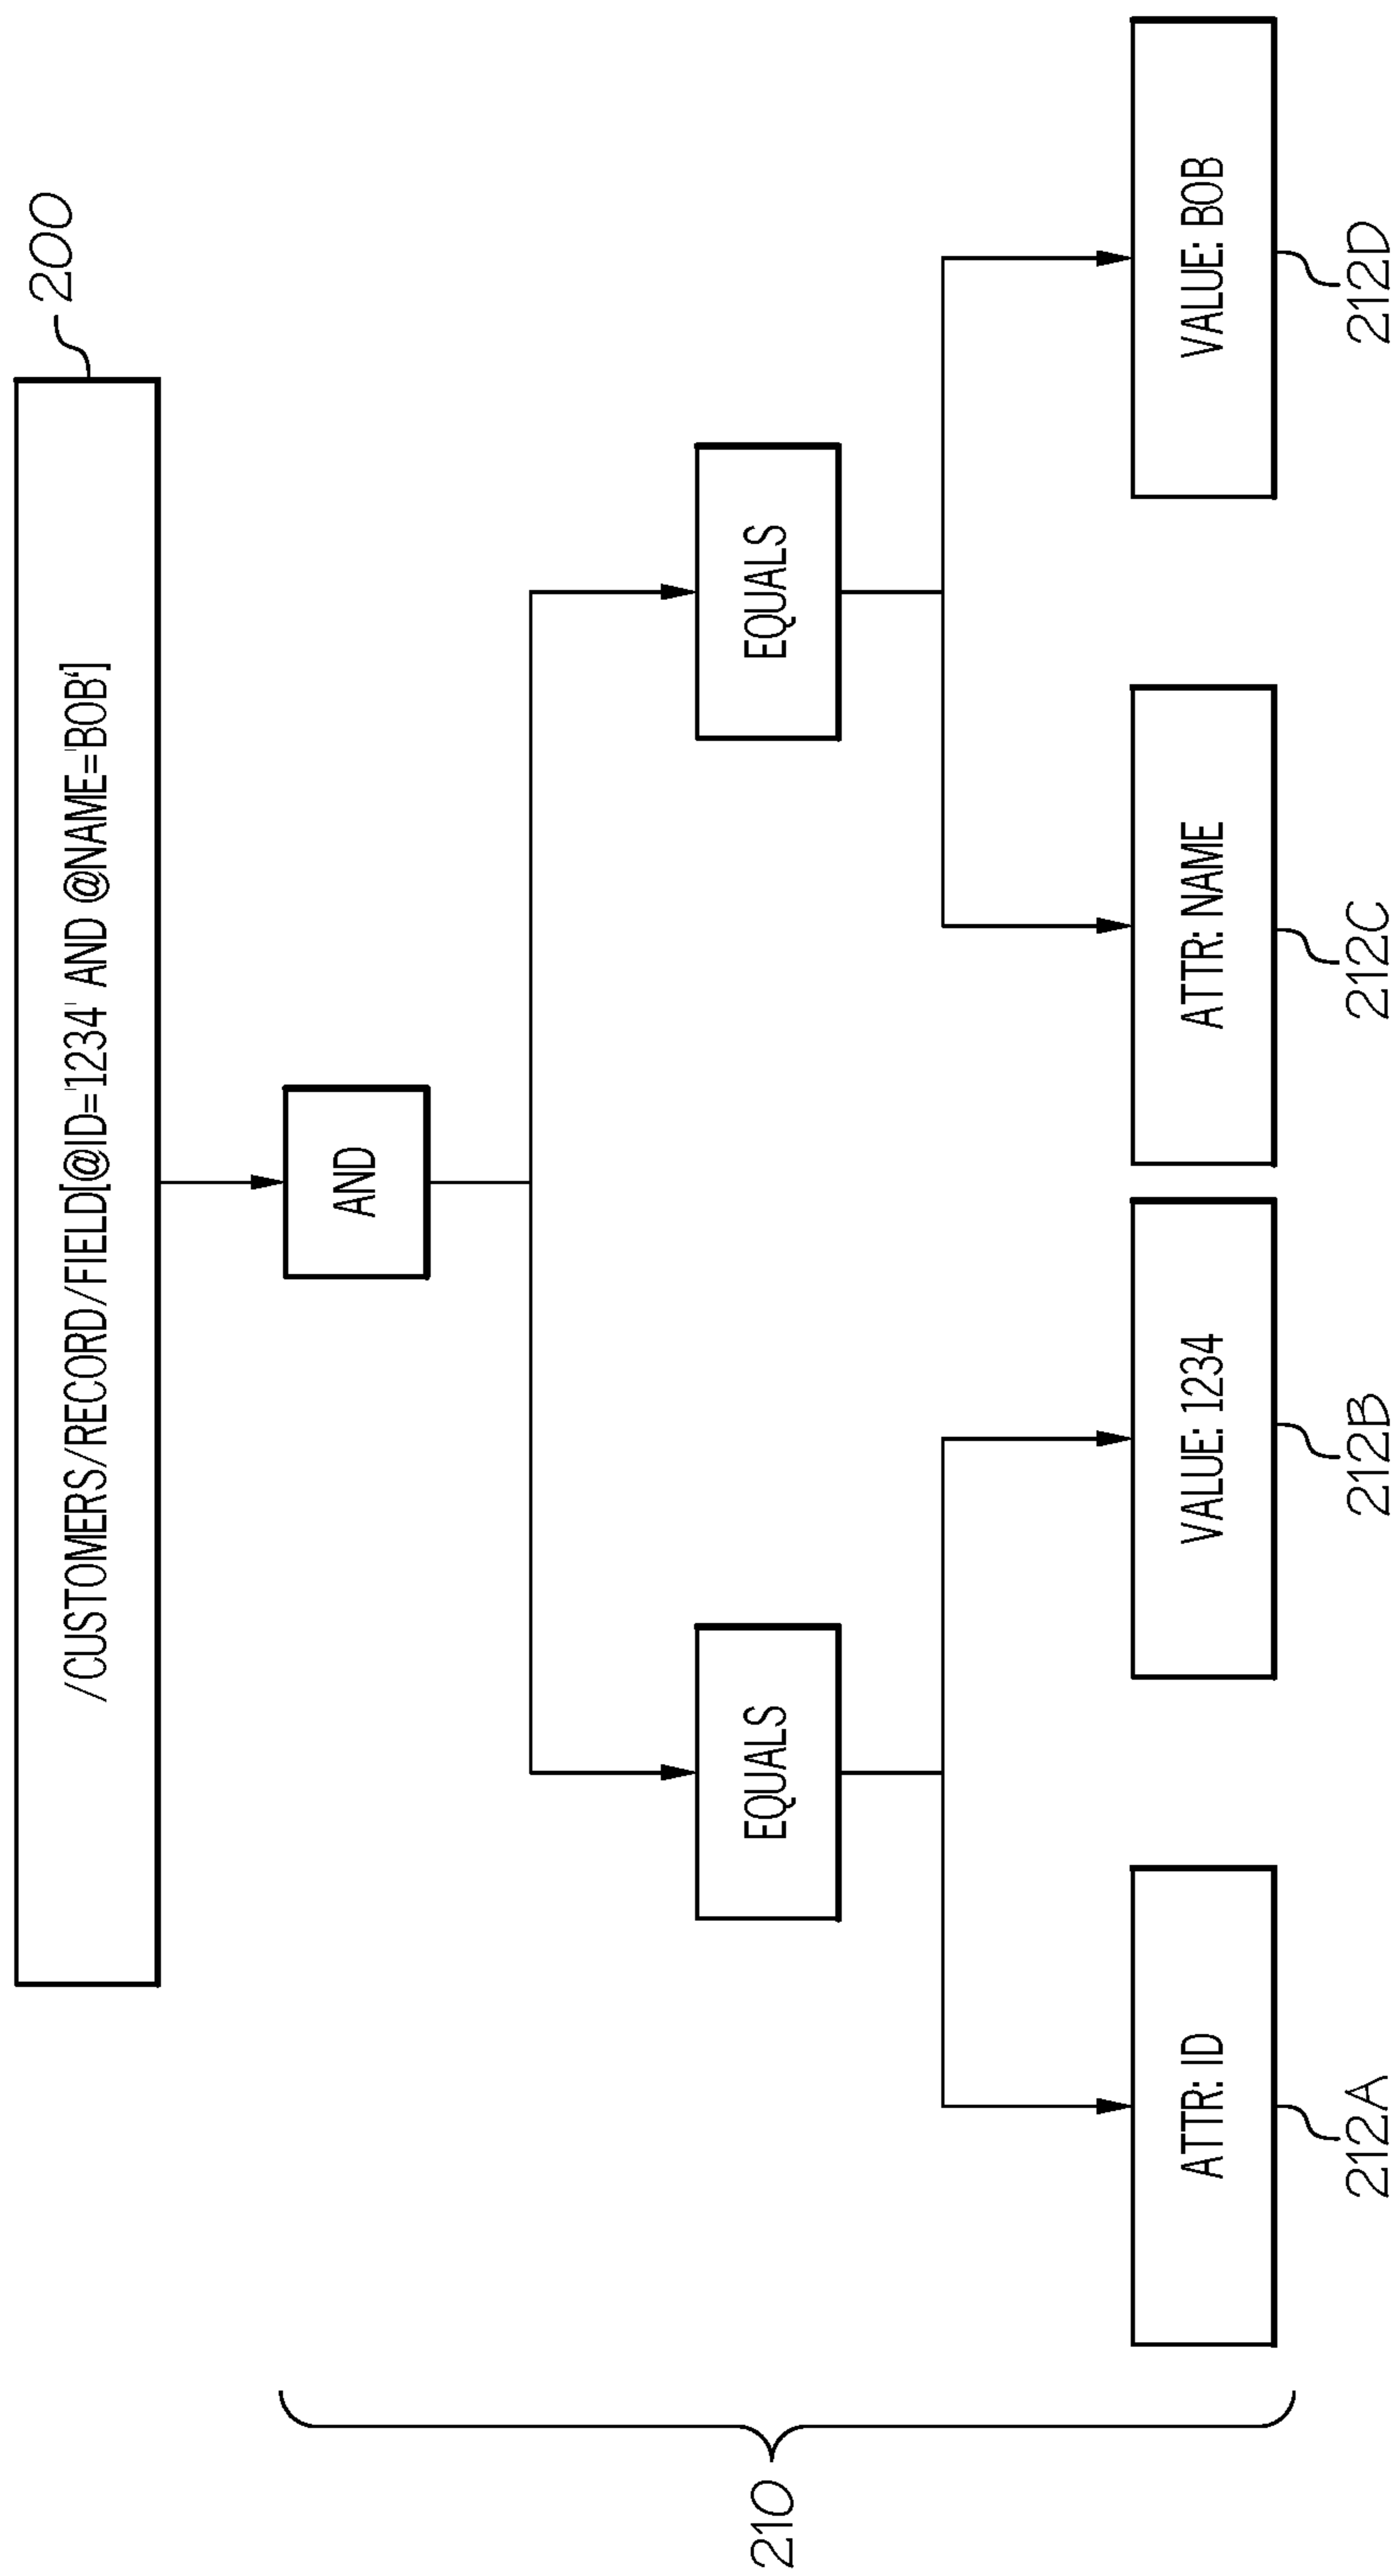 200
/CUSTOMERS/RECORD/FIELD[@ID='1234' AND @NAME='BOB']
AND
EQUALS
EQUALS
ATTR: ID
VALUE: 1234
ATTR: NAME
VALUE: BOB
212A
212B
212C
212D
210